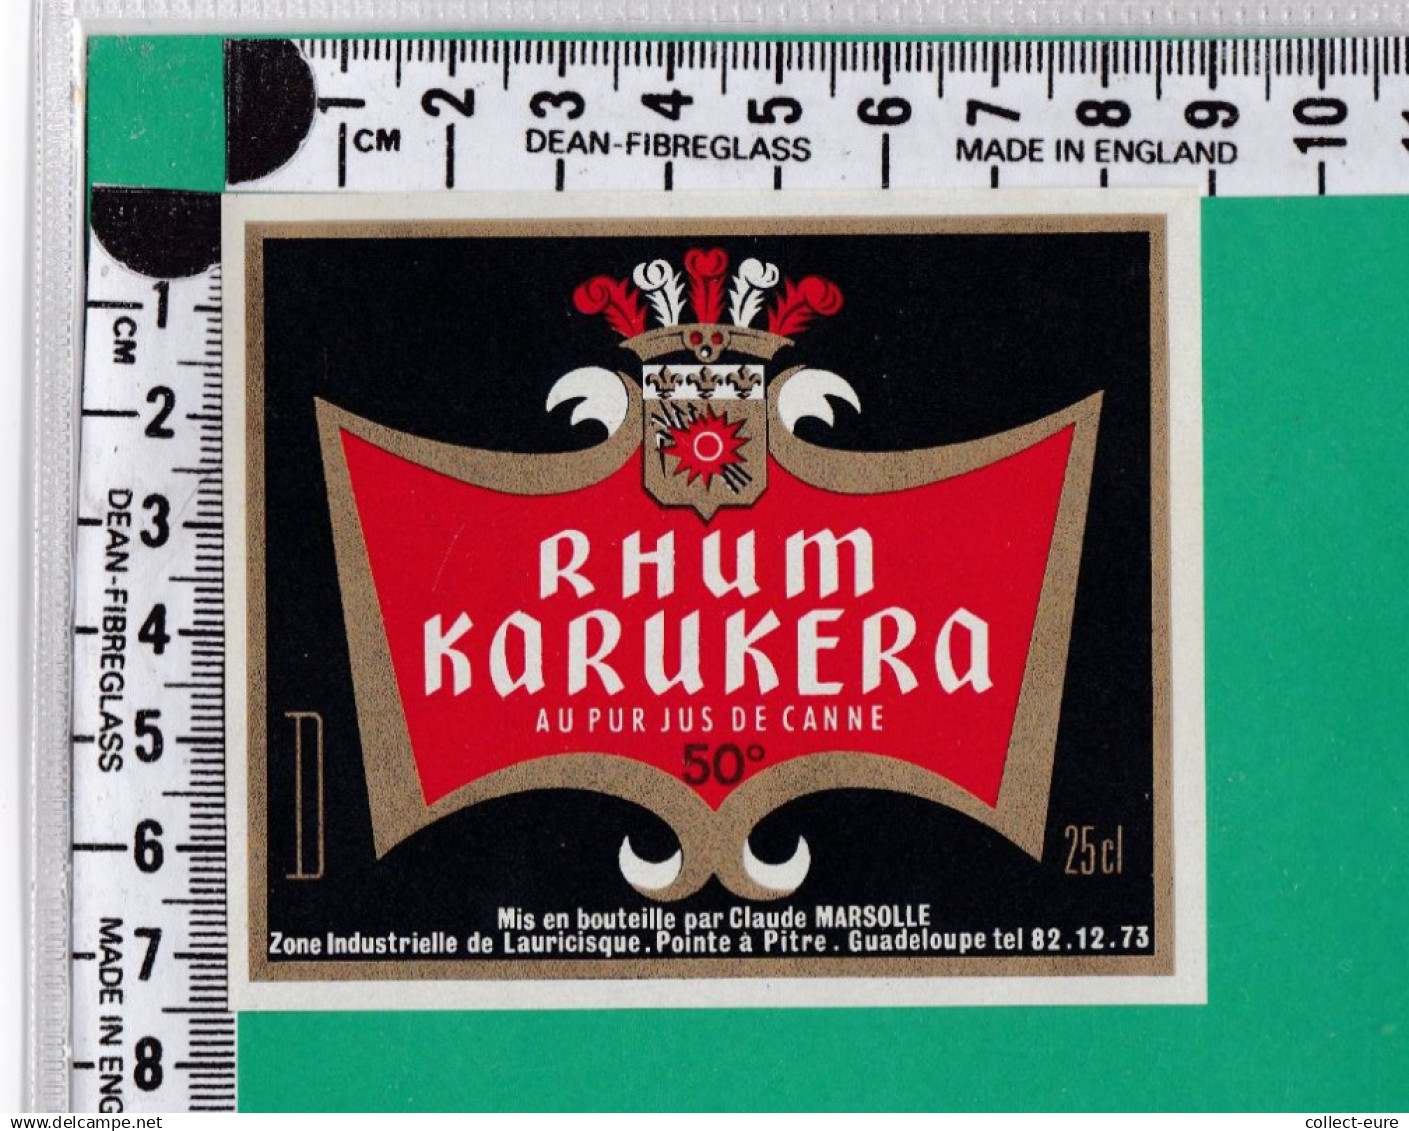 1 2 3 4 5 6 7 8 9 10
CM DEAN-FIBREGLASS MADE IN ENGLAND
1
CM
2
3
DEAN-FIBREGLASS
4
5
6
MADE IN ENG
7
8
RHUM
KARUKERA
AU PUR JUS DE CANNE
50°
D
25 cl
Mis en bouteille par Claude MARSOLLE
Zone Industrielle de Lauricisque. Pointe à Pitre. Guadeloupe tel 82.12.73
delcampe.net
collect-eure